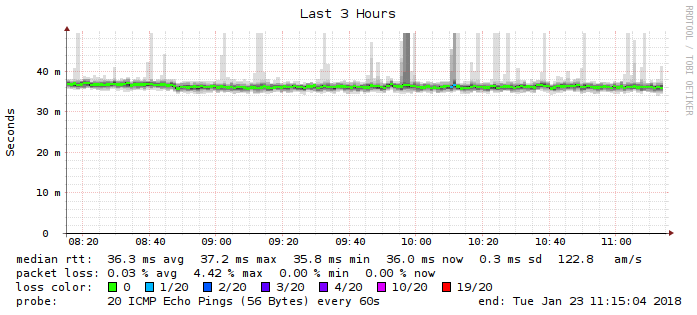 Last 3 Hours
RRDTOOL / TOBI OETIKER
Seconds
40 m
30 m
20 m
10 m
0
08:20 08:40 09:00 09:20 09:40 10:00 10:20 10:40 11:00
median rtt: 36.3 ms avg 37.2 ms max 35.8 ms min 36.0 ms now 0.3 ms sd 122.8 am/s
packet loss: 0.03 % avg 4.42 % max 0.00 % min 0.00 % now
loss color: 0 1/20 2/20 3/20 4/20 10/20 19/20
probe: 20 ICMP Echo Pings (56 Bytes) every 60s end: Tue Jan 23 11:15:04 2018